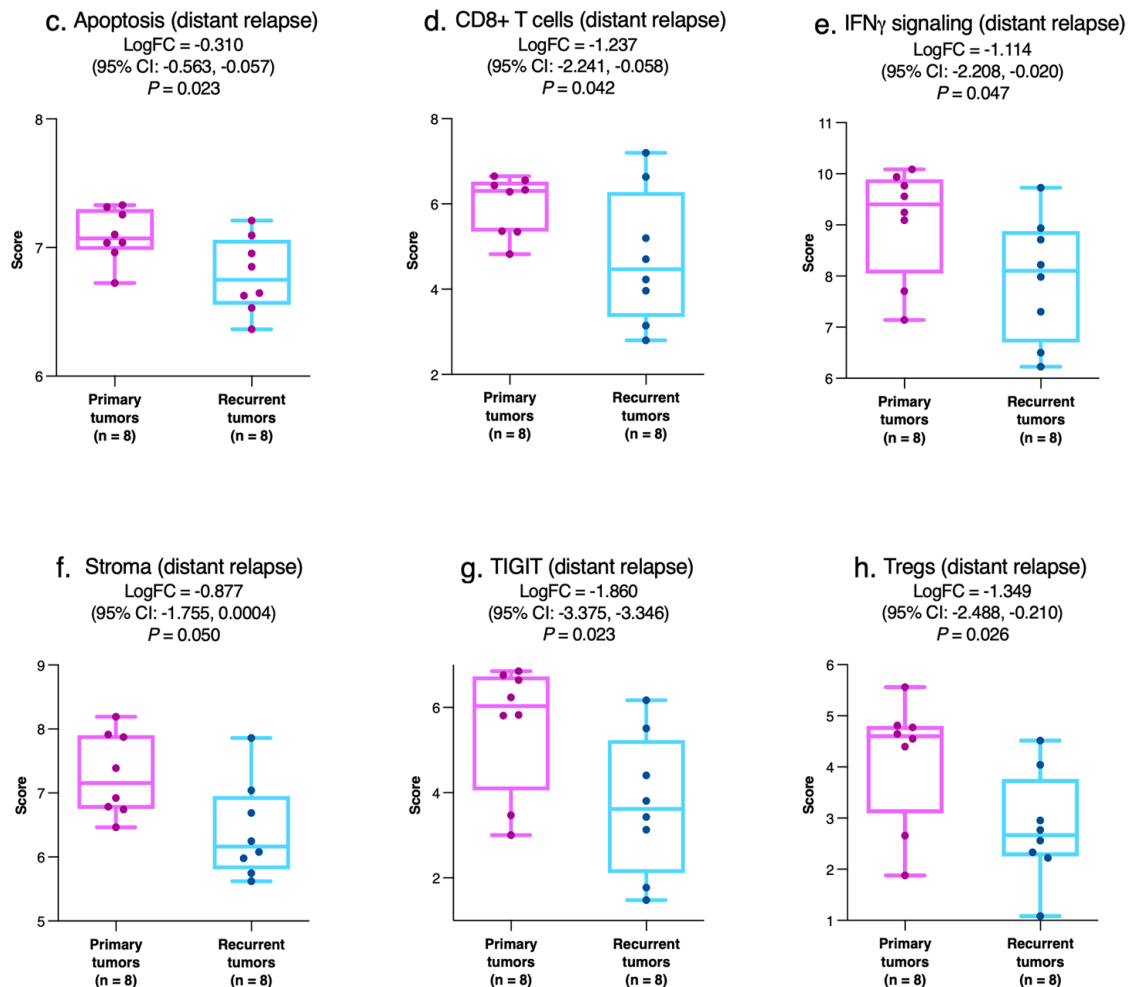 c. Apoptosis (distant relapse)
LogFC = -0.310
(95% CI: -0.563, -0.057)
P = 0.023
8
7
6
Score
Primary tumors (n = 8)
Recurrent tumors (n = 8)
d. CD8+ T cells (distant relapse)
LogFC = -1.237
(95% CI: -2.241, -0.058)
P = 0.042
8
6
4
2
Score
Primary tumors (n = 8)
Recurrent tumors (n = 8)
e. IFNγ signaling (distant relapse)
LogFC = -1.114
(95% CI: -2.208, -0.020)
P = 0.047
11
10
9
8
7
6
Score
Primary tumors (n = 8)
Recurrent tumors (n = 8)
f. Stroma (distant relapse)
LogFC = -0.877
(95% CI: -1.755, 0.0004)
P = 0.050
9
8
7
6
5
Score
Primary tumors (n = 8)
Recurrent tumors (n = 8)
g. TIGIT (distant relapse)
LogFC = -1.860
(95% CI: -3.375, -3.346)
P = 0.023
6
4
2
Score
Primary tumors (n = 8)
Recurrent tumors (n = 8)
h. Tregs (distant relapse)
LogFC = -1.349
(95% CI: -2.488, -0.210)
P = 0.026
6
5
4
3
2
1
Score
Primary tumors (n = 8)
Recurrent tumors (n = 8)